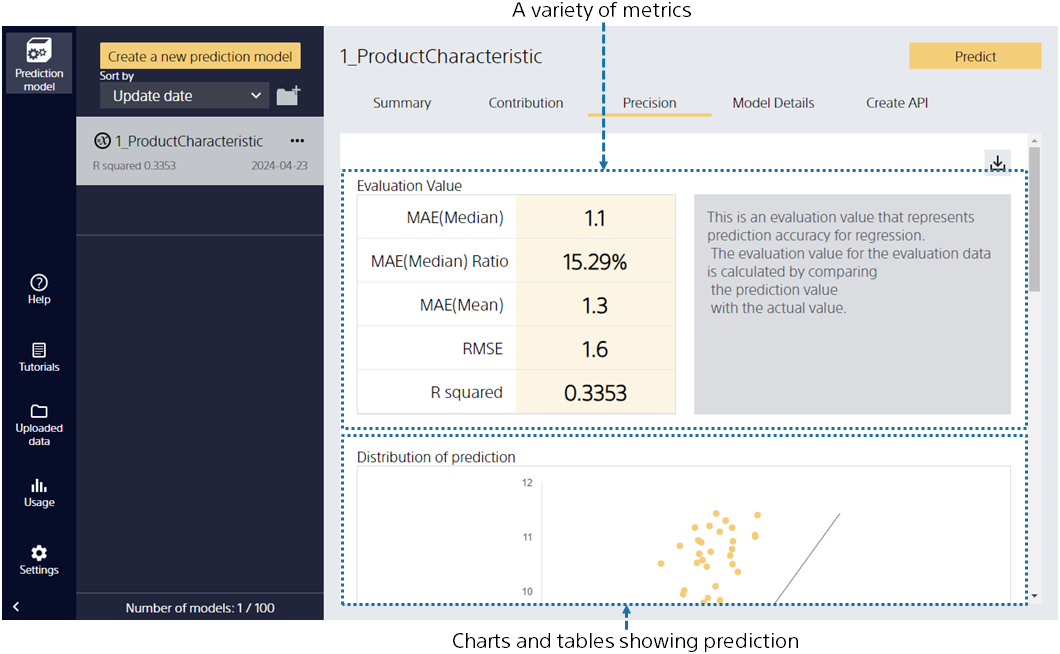 A variety of metrics
Prediction
model
Help
Tutorials
Uploaded
data
Usage
Settings
Create a new prediction model
Sort by
Update date
1_ProductCharacteristic
R squared 0.3353 2024-04-23
Number of models: 1 / 100
1_ProductCharacteristic
Predict
Summary Contribution Precision Model Details Create API
Evaluation Value
MAE(Median) 1.1
MAE(Median) Ratio 15.29%
MAE(Mean) 1.3
RMSE 1.6
R squared 0.3353
This is an evaluation value that represents
prediction accuracy for regression.
The evaluation value for the evaluation data
is calculated by comparing
the prediction value
with the actual value.
Distribution of prediction
12
11
10
Charts and tables showing prediction